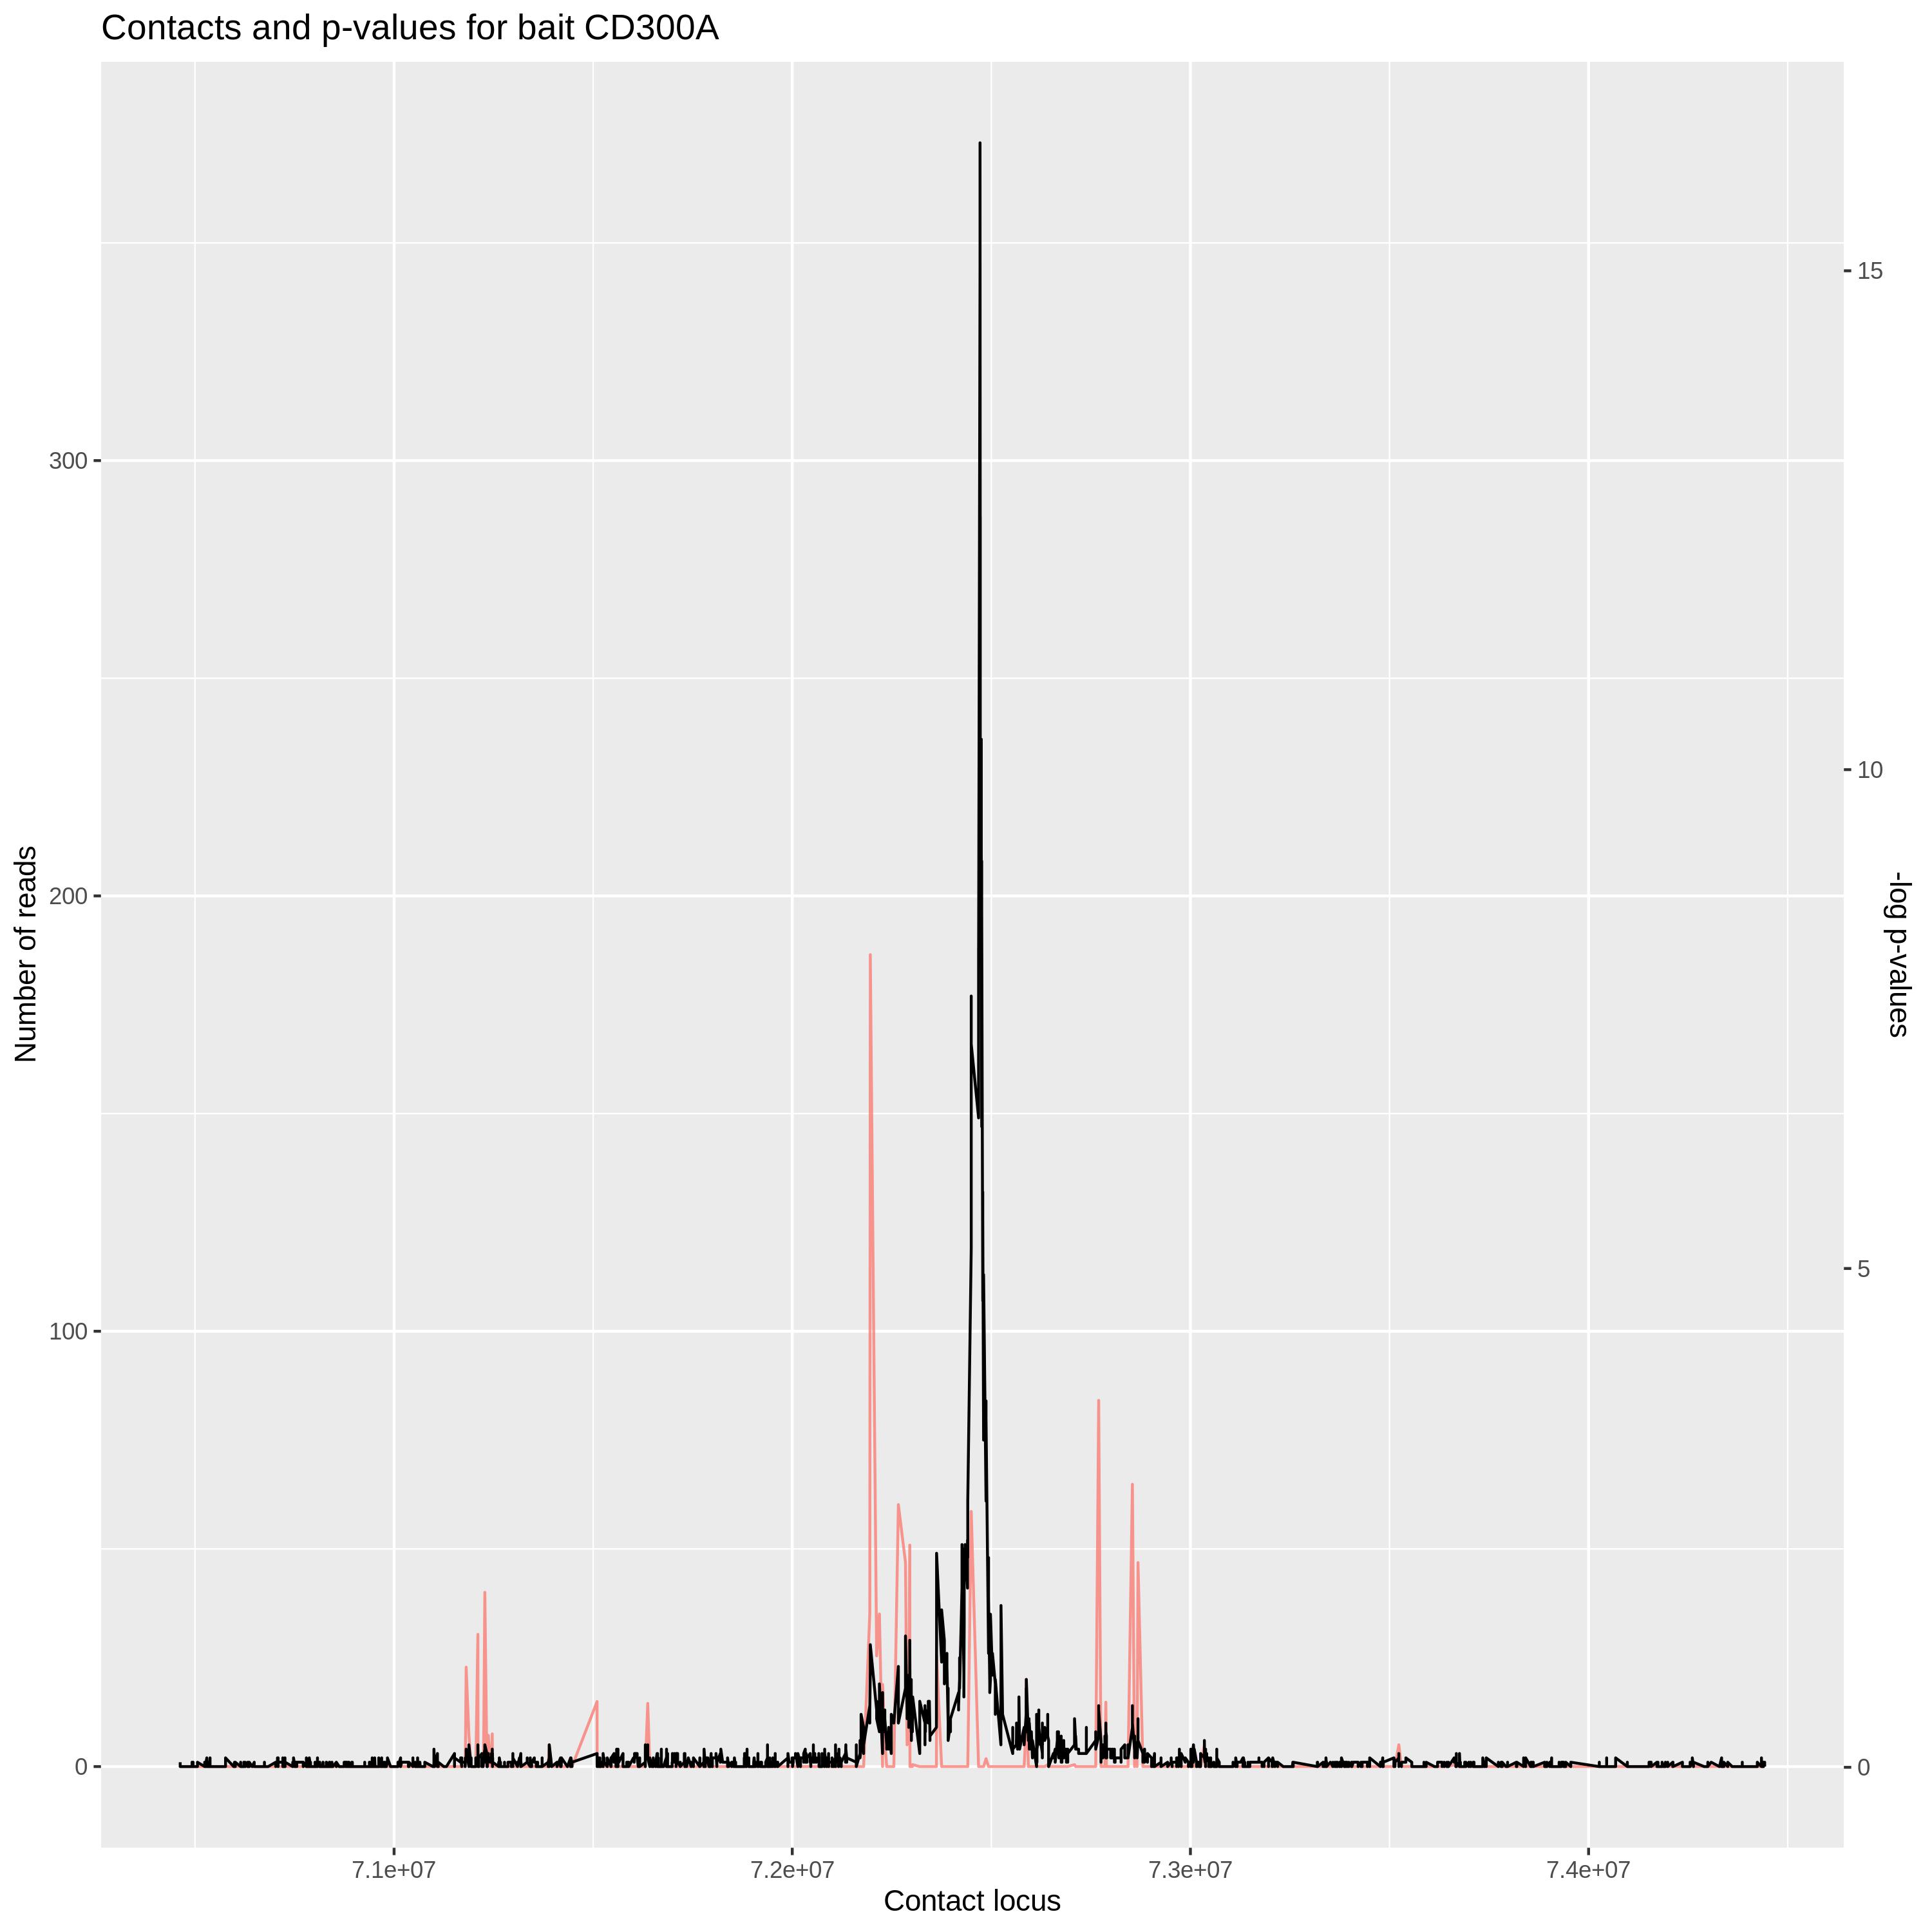 Contacts and p-values for bait CD300A
Number of reads
300
200
100
0
15
10
5
0
-log p-values
7.1e+07 7.2e+07 7.3e+07 7.4e+07
Contact locus